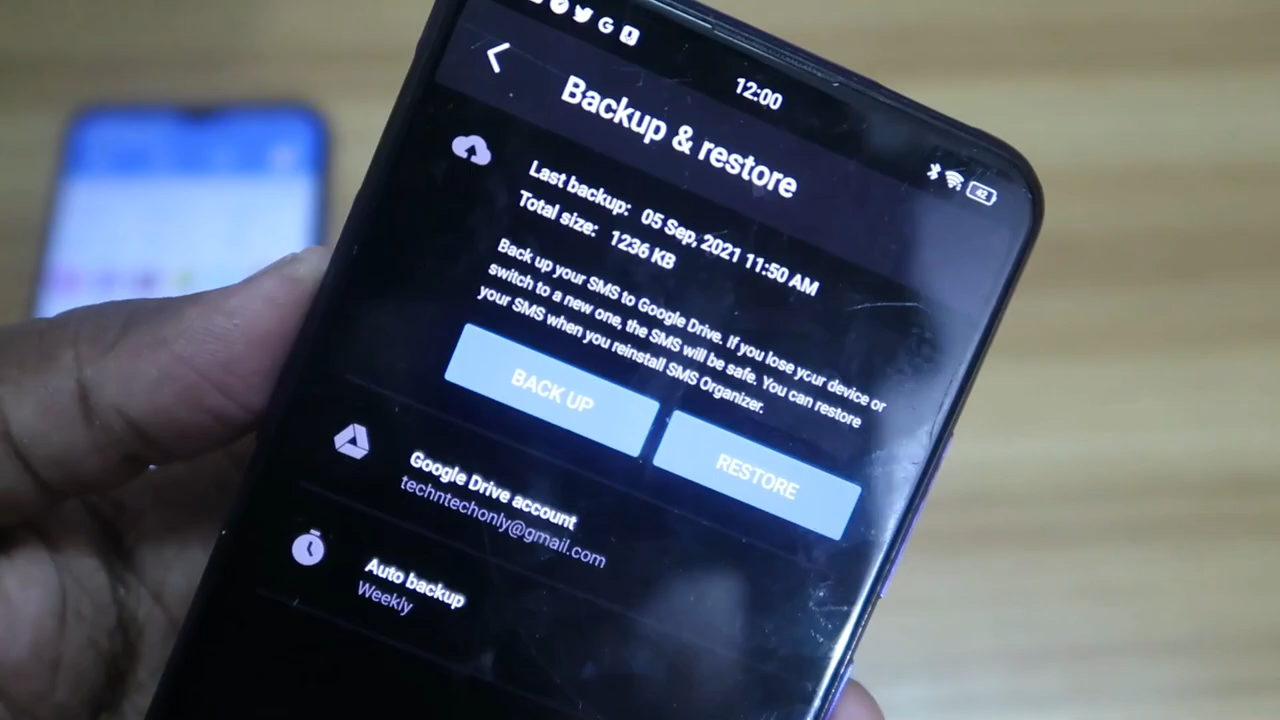 12:00
42
Backup & restore
Last backup: 05 Sep, 2021 11:50 AM
Total size: 1236 KB
Back up your SMS to Google Drive. If you lose your device or
switch to a new one, the SMS will be safe. You can restore
your SMS when you reinstall SMS Organizer.
BACK UP
RESTORE
Google Drive account
techntechonly@gmail.com
Auto backup
Weekly